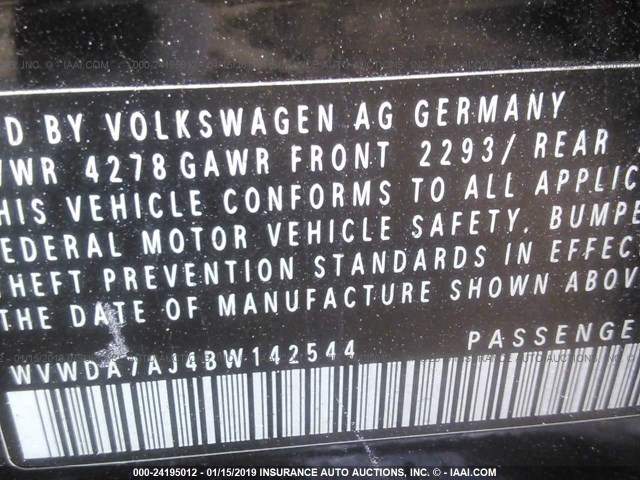 D BY VOLKSWAGEN AG GERMANY
WR 4278 GAWR FRONT 2293/ REAR
HIS VEHICLE CONFORMS TO ALL APPLIC
EDERAL MOTOR VEHICLE SAFETY, BUMPE
THEFT PREVENTION STANDARDS IN EFFECT
THE DATE OF MANUFACTURE SHOWN ABOV
PASSENGE
WVWDA7AJ4BW142544
000-24195012 - 01/15/2019 INSURANCE AUTO AUCTIONS, INC. - © IAAI.COM